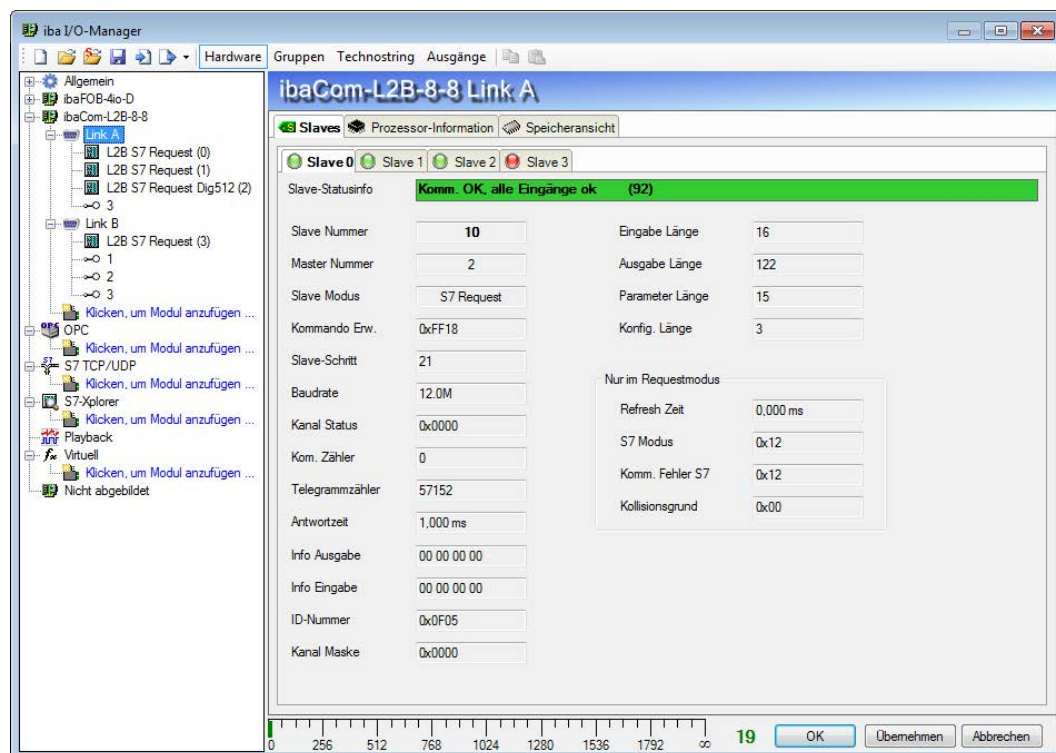 iba I/O-Manager
Hardware Gruppen Technostring Ausgänge
Allgemein
ibaFOB-4io-D
ibaCom-L2B-8-8
Link A
L2B S7 Request (0)
L2B S7 Request (1)
L2B S7 Request Dig512 (2)
3
Link B
L2B S7 Request (3)
1
2
3
Klicken, um Modul anzufügen ...
OPC
Klicken, um Modul anzufügen ...
S7 TCP/UDP
Klicken, um Modul anzufügen ...
S7-Xplorer
Klicken, um Modul anzufügen ...
Playback
Virtuell
Klicken, um Modul anzufügen ...
Nicht abgebildet
ibaCom-L2B-8-8 Link A
Slaves Prozessor-Information Speicheransicht
Slave 0 Slave 1 Slave 2 Slave 3
Slave-Statusinfo Komm. OK, alle Eingänge ok (92)
Slave Nummer 10
Master Nummer 2
Slave Modus S7 Request
Kommando Erw. 0xFF18
Slave-Schritt 21
Baudrate 12.0M
Kanal Status 0x0000
Kom. Zähler 0
Telegrammzähler 57152
Antwortzeit 1,000 ms
Info Ausgabe 00 00 00 00
Info Eingabe 00 00 00 00
ID-Nummer 0x0F05
Kanal Maske 0x0000
Eingabe Länge 16
Ausgabe Länge 122
Parameter Länge 15
Konfig. Länge 3
Nur im Requestmodus
Refresh Zeit 0,000 ms
S7 Modus 0x12
Komm. Fehler S7 0x12
Kollisionsgrund 0x00
0 256 512 768 1024 1280 1536 1792 ∞
19 OK Übernehmen Abbrechen